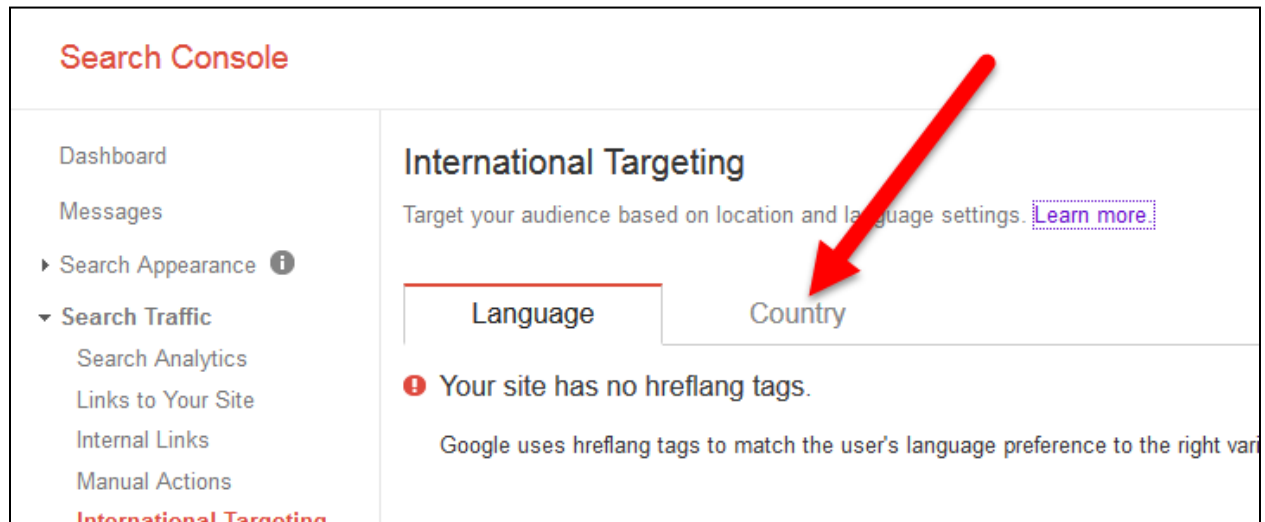 Search Console
Dashboard
Messages
Search Appearance
Search Traffic
Search Analytics
Links to Your Site
Internal Links
Manual Actions
International Targeting
International Targeting
Target your audience based on location and language settings. Learn more.
Language
Country
Your site has no hreflang tags.
Google uses hreflang tags to match the user's language preference to the right vari